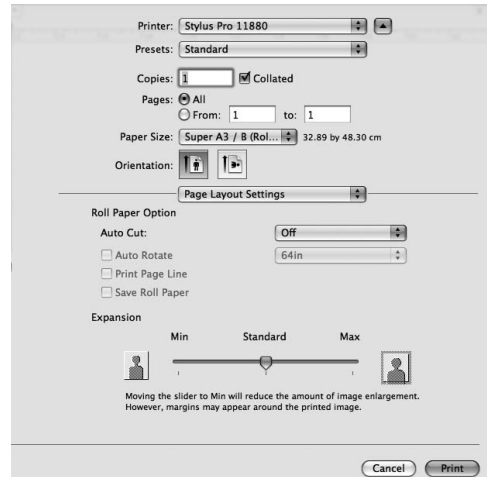 Printer: Stylus Pro 11880
Presets: Standard
Copies: 1 Collated
Pages: All
From: 1 to: 1
Paper Size: Super A3 / B (Rol... 32.89 by 48.30 cm
Orientation:
Page Layout Settings
Roll Paper Option
Auto Cut: Off
Auto Rotate 64in
Print Page Line
Save Roll Paper
Expansion
Min Standard Max
Moving the slider to Min will reduce the amount of image enlargement.
However, margins may appear around the printed image.
Cancel Print